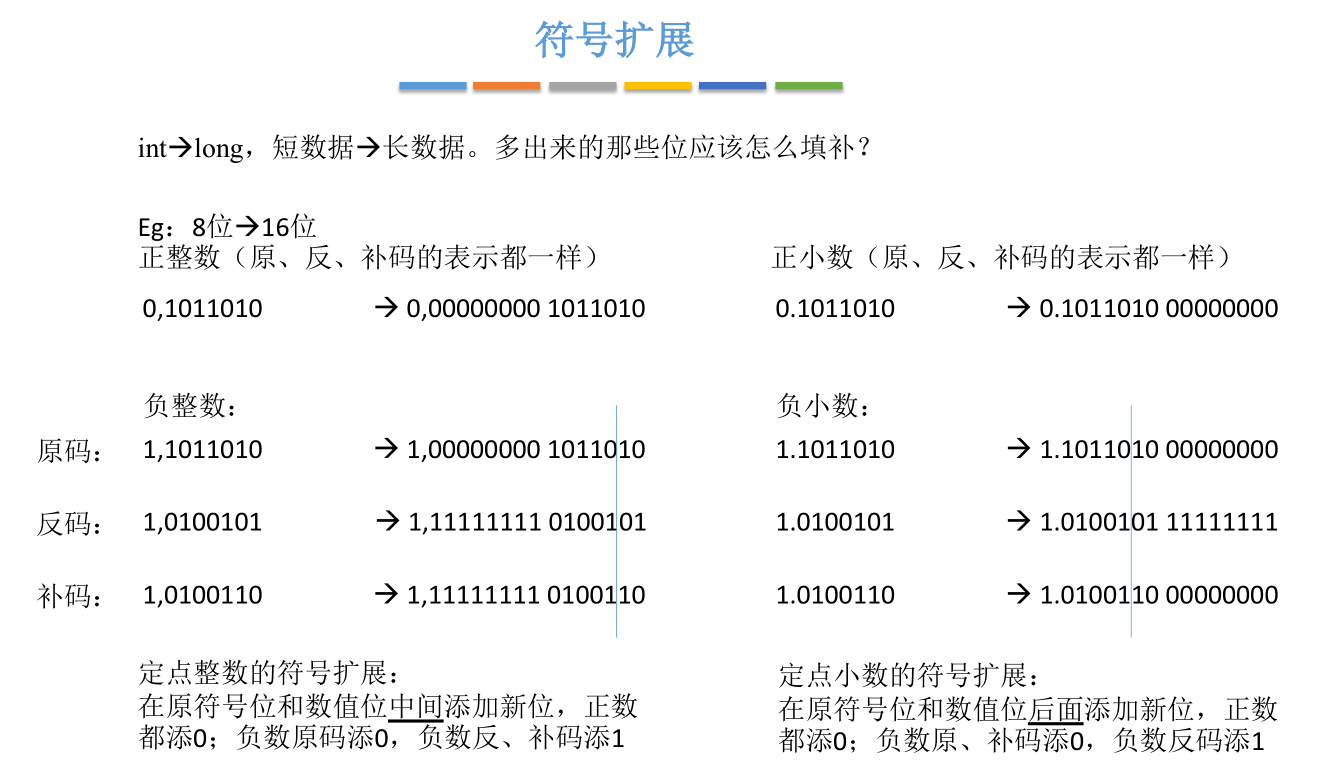 符号扩展
int→long，短数据→长数据。多出来的那些位应该怎么填补？
Eg：8位→16位
正整数（原、反、补码的表示都一样）
0,1011010 → 0,00000000 1011010
正小数（原、反、补码的表示都一样）
0.1011010 → 0.1011010 00000000
负整数：
负小数：
原码： 1,1011010 → 1,00000000 1011010 1.1011010 → 1.1011010 00000000
反码： 1,0100101 → 1,11111111 0100101 1.0100101 → 1.0100101 11111111
补码： 1,0100110 → 1,11111111 0100110 1.0100110 → 1.0100110 00000000
定点整数的符号扩展：
在原符号位和数值位中间添加新位，正数
都添0；负数原码添0，负数反、补码添1
定点小数的符号扩展：
在原符号位和数值位后面添加新位，正数
都添0；负数原、补码添0，负数反码添1